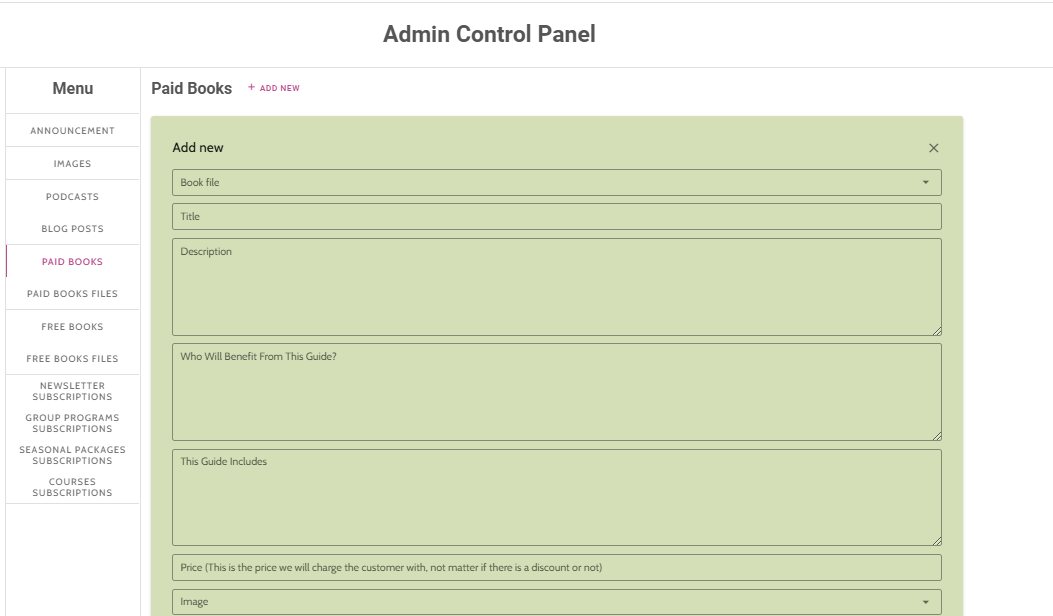 Admin Control Panel
Menu
ANNOUNCEMENT
IMAGES
PODCASTS
BLOG POSTS
PAID BOOKS
PAID BOOKS FILES
FREE BOOKS
FREE BOOKS FILES
NEWSLETTER
SUBSCRIPTIONS
GROUP PROGRAMS
SUBSCRIPTIONS
SEASONAL PACKAGES
SUBSCRIPTIONS
COURSES
SUBSCRIPTIONS
Paid Books + ADD NEW
Add new
Book file
Title
Description
Who Will Benefit From This Guide?
This Guide Includes
Price (This is the price we will charge the customer with, not matter if there is a discount or not)
Image